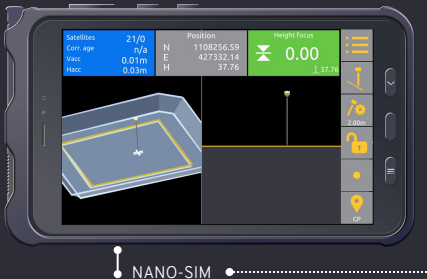 Satellites 21/0
Corr. age n/a
Vacc 0.01m
Hacc 0.03m
Position
N 1108256.59
E 427332.14
H 37.76
Height focus
0.00
37.76
2.00m
CP
NANO-SIM